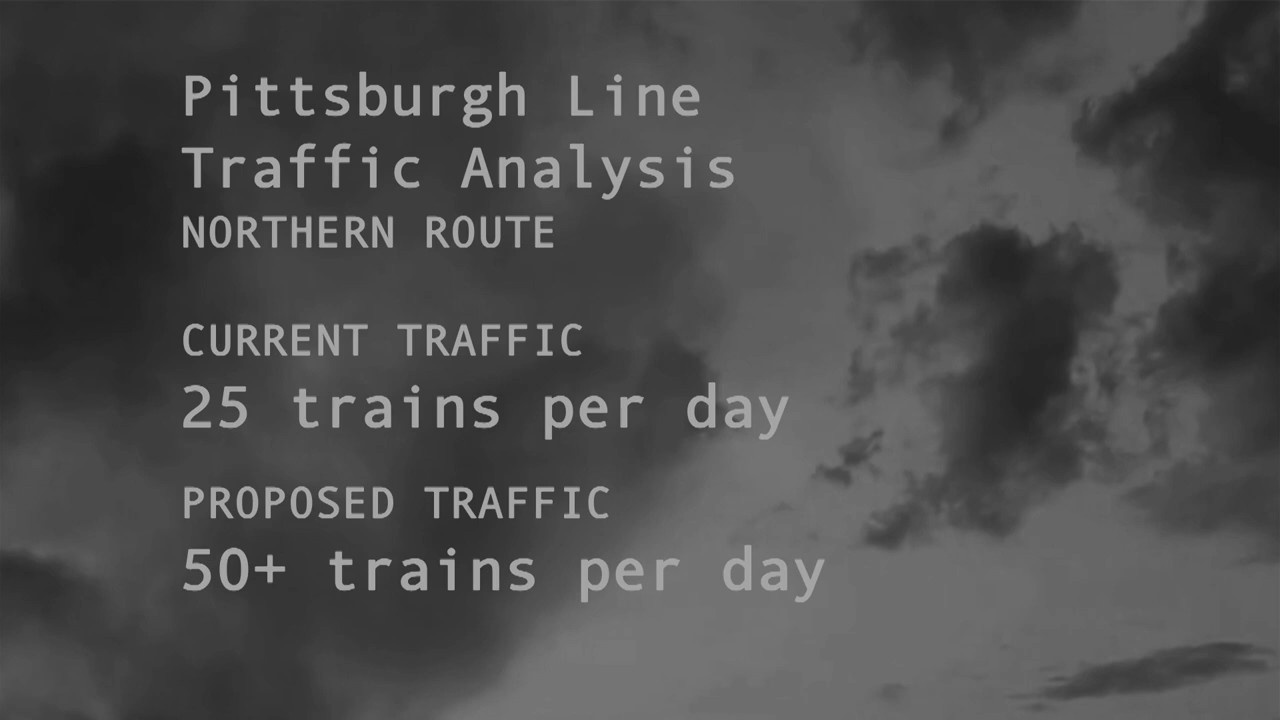 Pittsburgh Line
Traffic Analysis
NORTHERN ROUTE
CURRENT TRAFFIC
25 trains per day
PROPOSED TRAFFIC
50+ trains per day